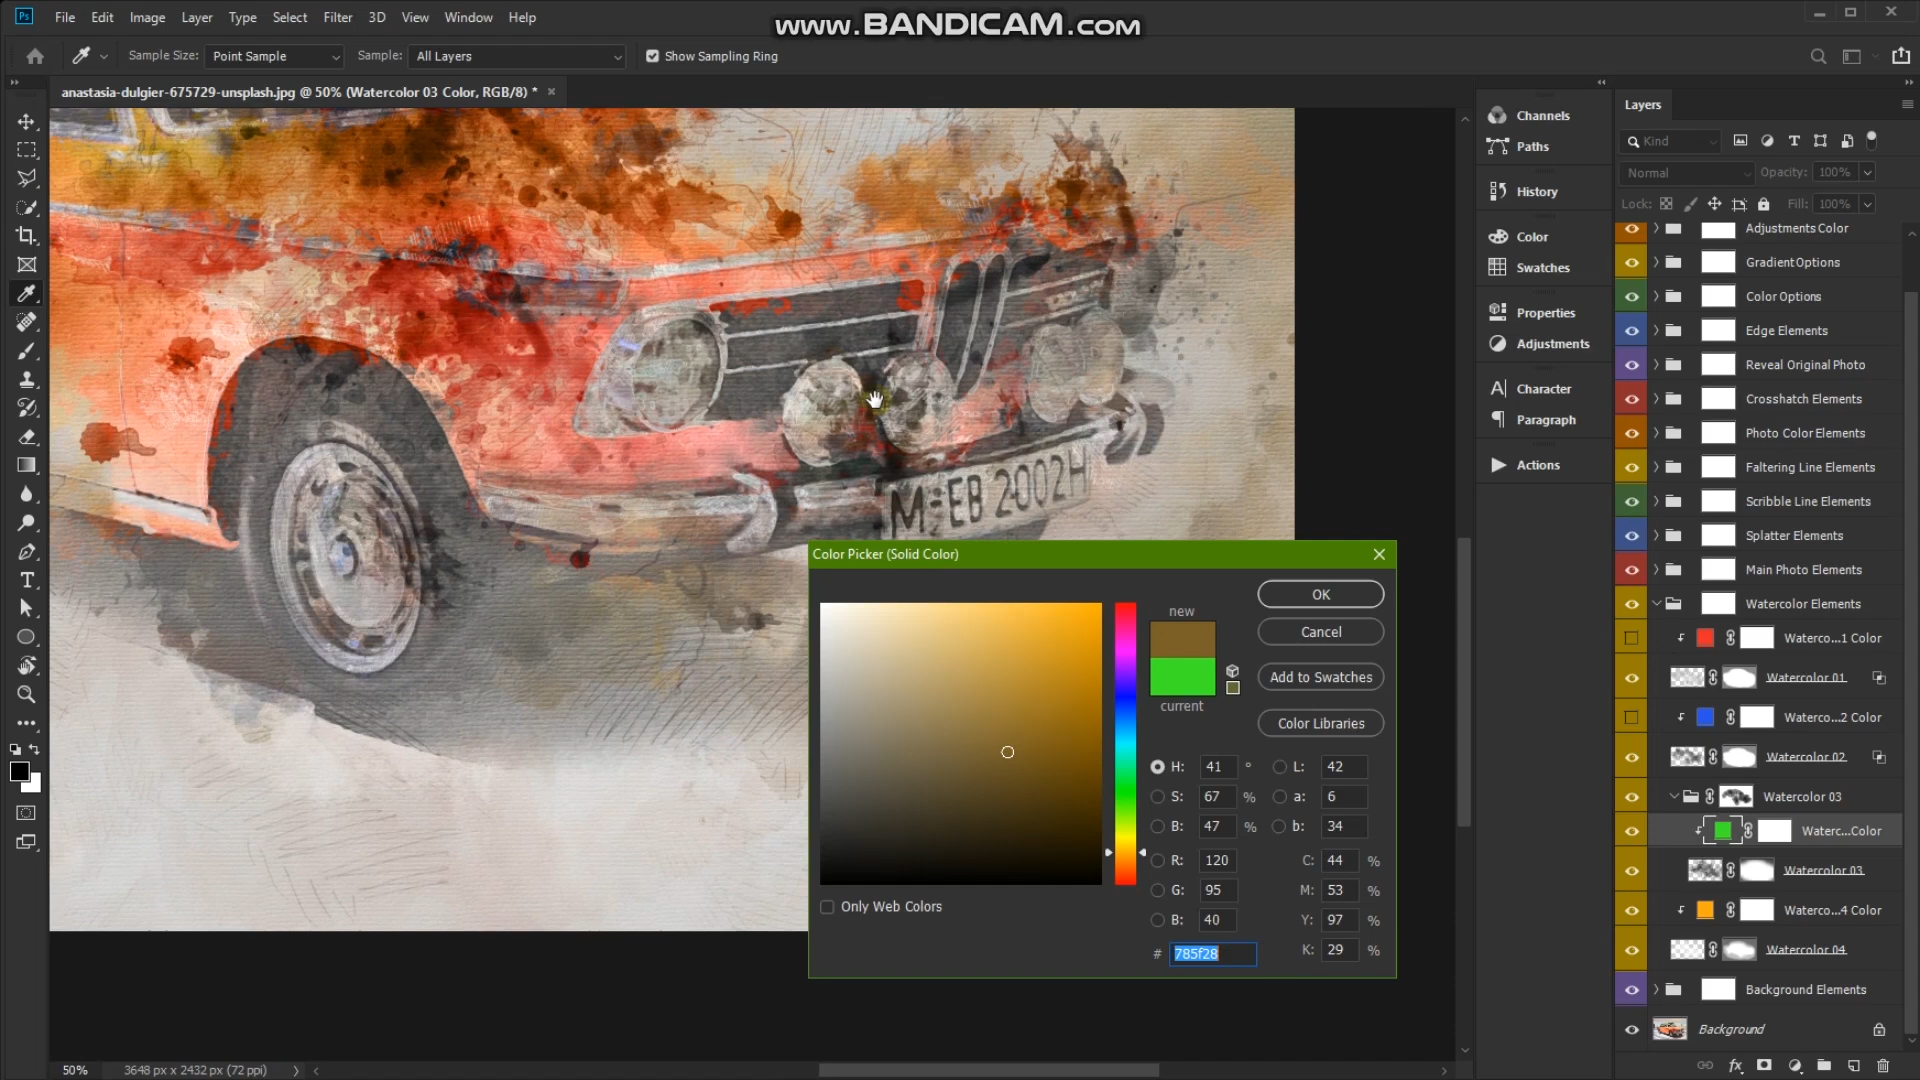 www.BANDICAM.com
Ps File Edit Image Layer Type Select Filter 3D View Window Help
Sample Size: Point Sample Sample: All Layers Show Sampling Ring
anastasia-dulgier-675729-unsplash.jpg @ 50% (Watercolor 03 Color, RGB/8) *
M EB 2002H
Color Picker (Solid Color)
new
current
OK
Cancel
Add to Swatches
Color Libraries
H: 41 ° L: 42
S: 67 % a: 6
B: 47 % b: 34
R: 120 C: 44 %
G: 95 M: 53 %
B: 40 Y: 97 %
# 785f28 K: 29 %
Only Web Colors
50% 3648 px x 2432 px (72 ppi)
Channels
Paths
History
Color
Swatches
Properties
Adjustments
Character
Paragraph
Actions
Layers
Kind
Normal Opacity: 100%
Lock: Fill: 100%
Adjustments Color
GradientOptions
Color Options
Edge Elements
Reveal Original Photo
Crosshatch Elements
Photo Color Elements
Faltering Line Elements
Scribble Line Elements
Splatter Elements
Main Photo Elements
Watercolor Elements
Waterco...1 Color
Watercolor 01
Waterco...2 Color
Watercolor 02
Watercolor 03
Waterc...Color
Watercolor 03
Waterco...4 Color
Watercolor 04
Background Elements
Background
fx